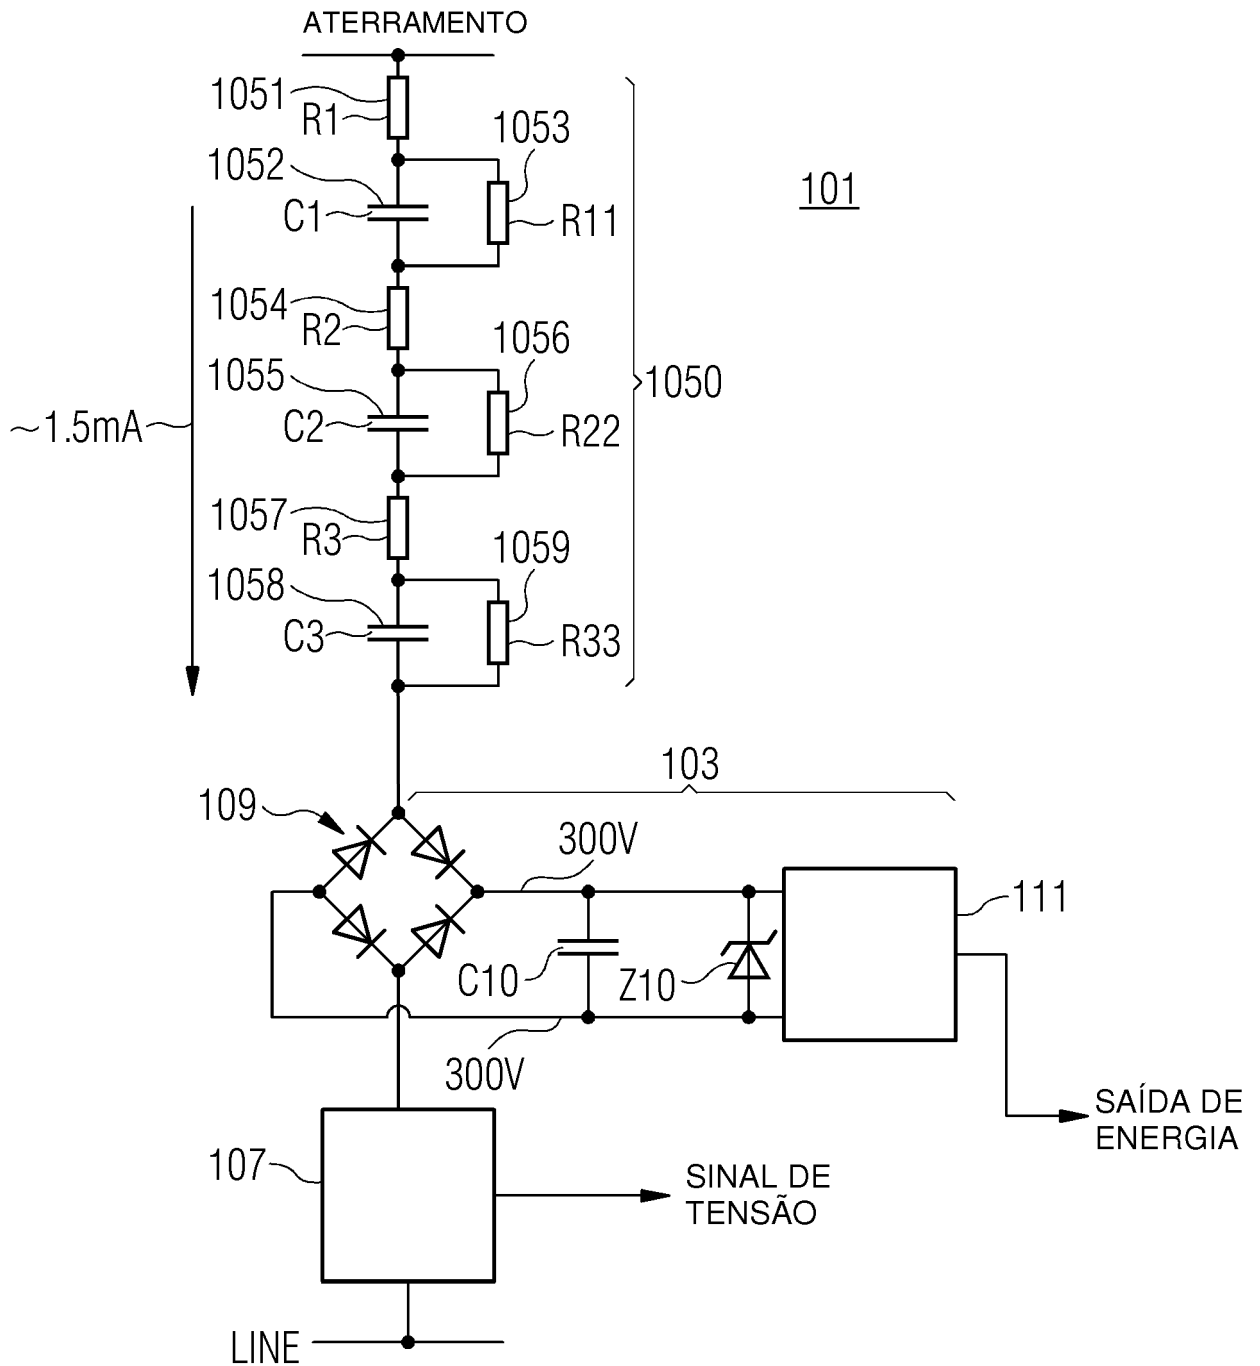 ATERRAMENTO
1051
R1
1053
1052
C1
R11
101
1054
R2
1056
1055
C2
R22
1050
~1.5mA
1057
R3
1059
1058
C3
R33
103
109
300V
111
C10
Z10
300V
SAÍDA DE
ENERGIA
107
SINAL DE
TENSÃO
LINE